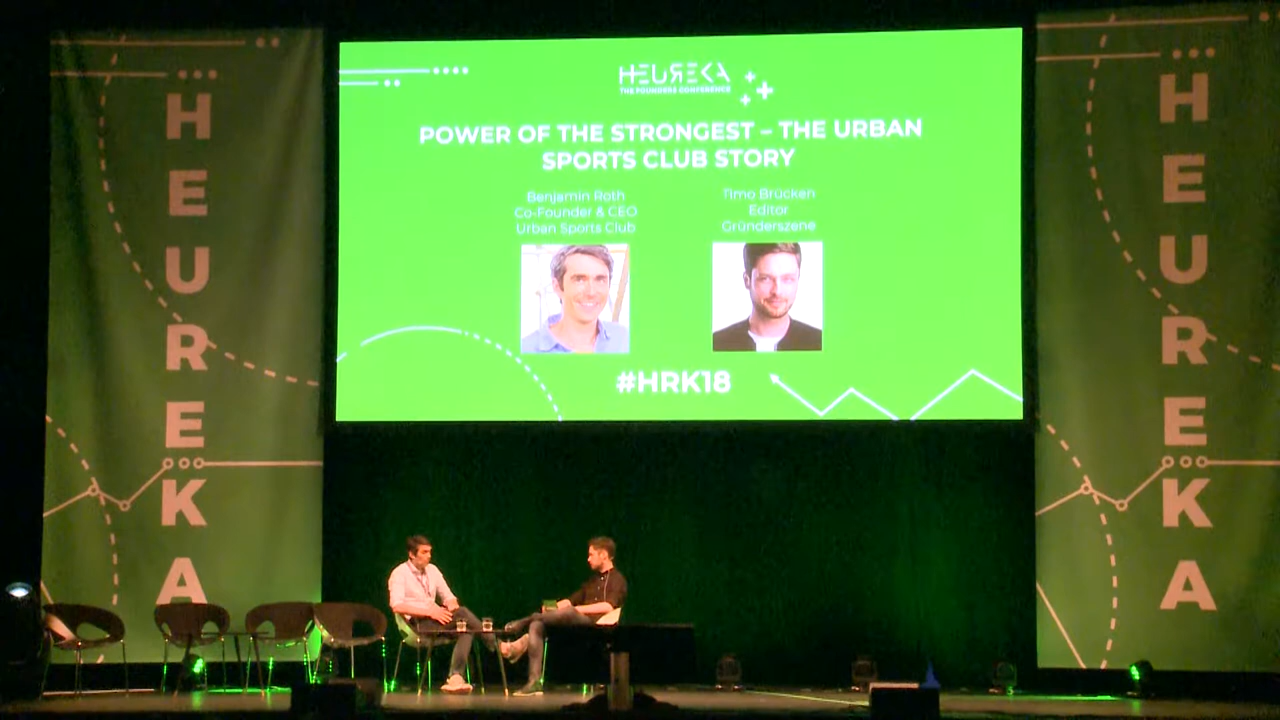 HEUREKA
HEUREKA
THE FOUNDERS CONFERENCE
POWER OF THE STRONGEST – THE URBAN
SPORTS CLUB STORY
Benjamin Roth
Co-Founder & CEO
Urban Sports Club
Timo Brücken
Editor
Gründerszene
#HRK18
HEUREKA